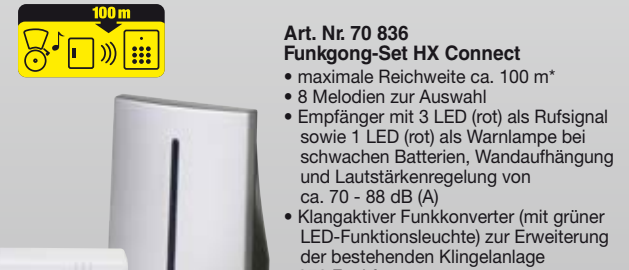 100 m
Art. Nr. 70 836
Funkgong-Set HX Connect
• maximale Reichweite ca. 100 m*
• 8 Melodien zur Auswahl
• Empfänger mit 3 LED (rot) als Rufsignal
sowie 1 LED (rot) als Warnlampe bei
schwachen Batterien, Wandaufhängung
und Lautstärkenregelung von
ca. 70 - 88 dB (A)
• Klangaktiver Funkkonverter (mit grüner
LED-Funktionsleuchte) zur Erweiterung
der bestehenden Klingelanlage